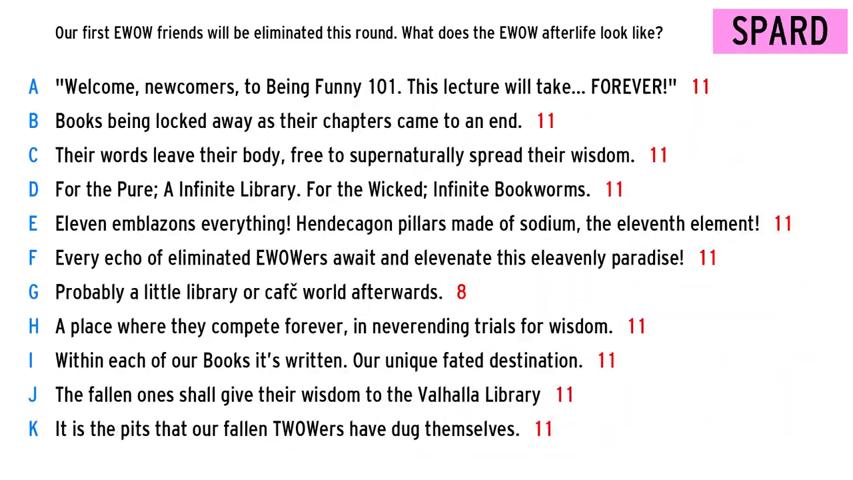 Our first EWOW friends will be eliminated this round. What does the EWOW afterlife look like?
SPARD
A "Welcome, newcomers, to Being Funny 101. This lecture will take... FOREVER!" 11
B Books being locked away as their chapters came to an end. 11
C Their words leave their body, free to supernaturally spread their wisdom. 11
D For the Pure; A Infinite Library. For the Wicked; Infinite Bookworms. 11
E Eleven emblazons everything! Hendecagon pillars made of sodium, the eleventh element! 11
F Every echo of eliminated EWOWers await and elevenate this eleavenly paradise! 11
G Probably a little library or cafč world afterwards. 8
H A place where they compete forever, in neverending trials for wisdom. 11
I Within each of our Books it's written. Our unique fated destination. 11
J The fallen ones shall give their wisdom to the Valhalla Library 11
K It is the pits that our fallen TWOWers have dug themselves. 11